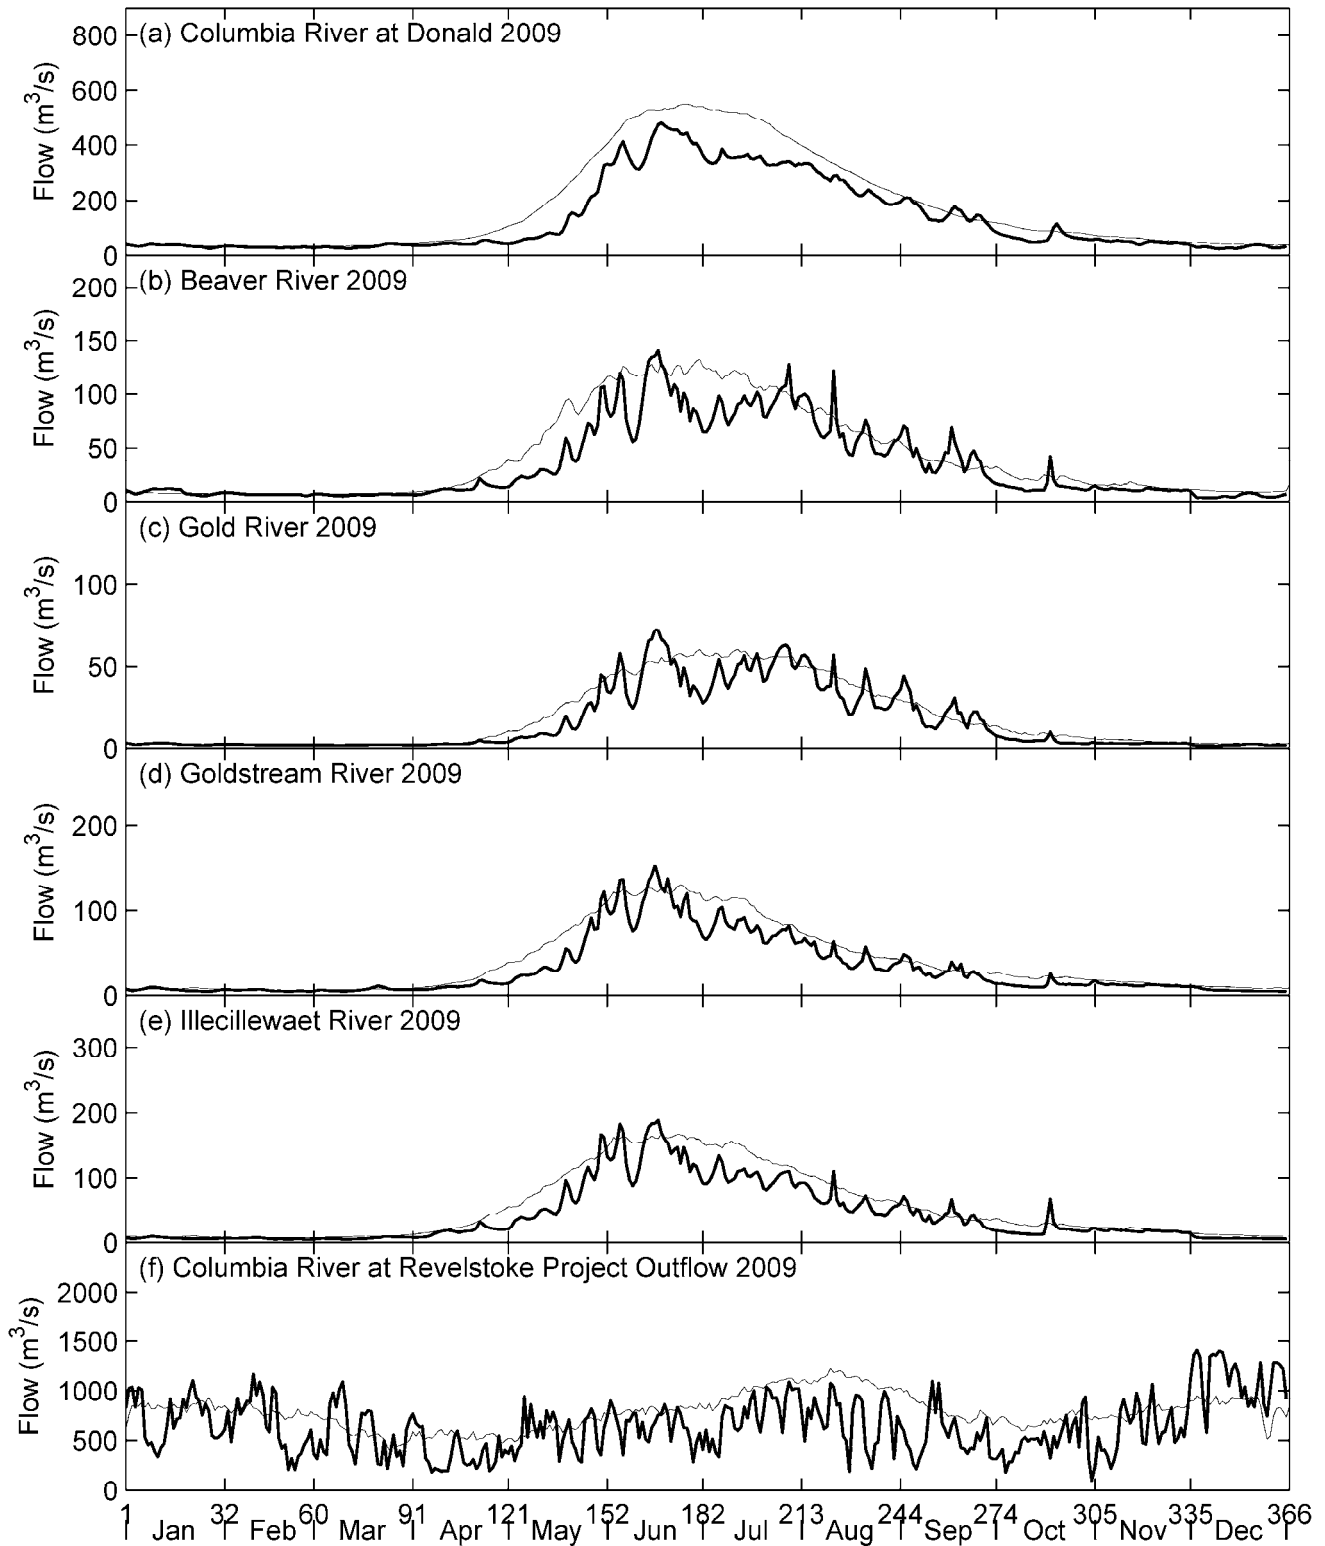 (a) Columbia River at Donald 2009
Flow (m³/s)
800
600
400
200
0
(b) Beaver River 2009
Flow (m³/s)
200
150
100
50
0
(c) Gold River 2009
Flow (m³/s)
100
50
0
(d) Goldstream River 2009
Flow (m³/s)
200
100
0
(e) Illecillewaet River 2009
Flow (m³/s)
300
200
100
0
(f) Columbia River at Revelstoke Project Outflow 2009
Flow (m³/s)
2000
1500
1000
500
0
1 32 60 91 121 152 182 213 244 274 305 335 366
Jan Feb Mar Apr May Jun Jul Aug Sep Oct Nov Dec